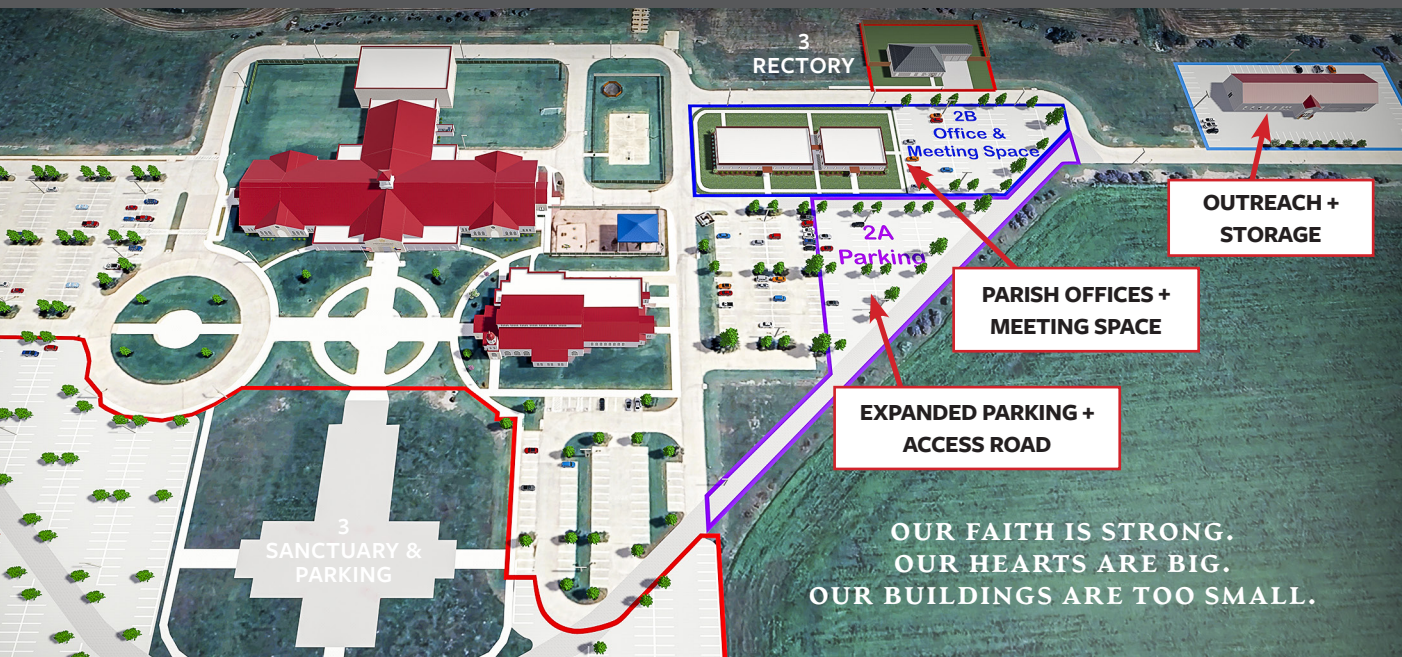 3
RECTORY
2B
Office &
Meeting Space
OUTREACH +
STORAGE
2A
Parking
PARISH OFFICES +
MEETING SPACE
EXPANDED PARKING +
ACCESS ROAD
3
SANCTUARY &
PARKING
OUR FAITH IS STRONG.
OUR HEARTS ARE BIG.
OUR BUILDINGS ARE TOO SMALL.